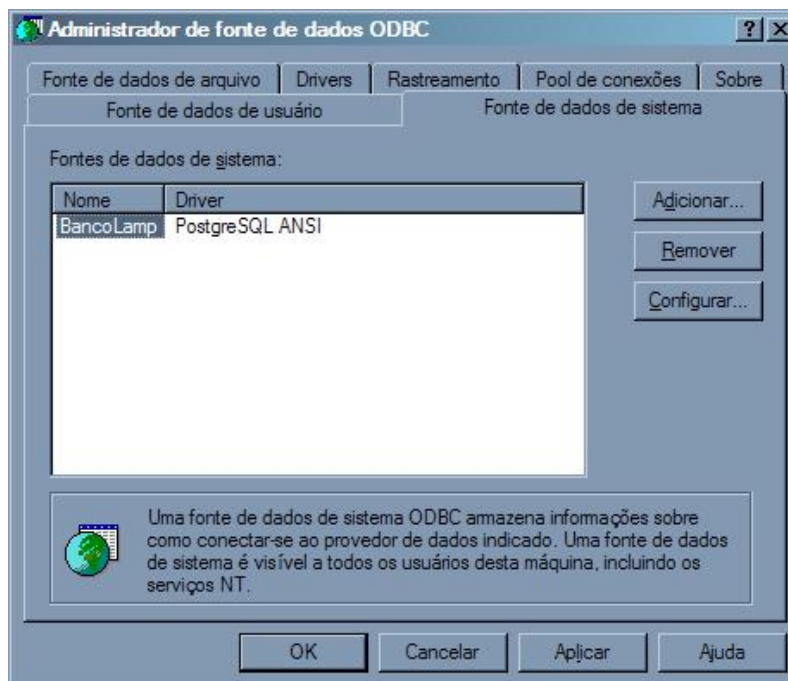 Administrador de fonte de dados ODBC
Fonte de dados de arquivo
Drivers
Rastreamento
Pool de conexões
Sobre
Fonte de dados de usuário
Fonte de dados de sistema
Fontes de dados de sistema:
Nome
Driver
BancoLamp
PostgreSQL ANSI
Adicionar...
Remover
Configurar...
Uma fonte de dados de sistema ODBC armazena informações sobre
como conectar-se ao provedor de dados indicado. Uma fonte de dados
de sistema é visível a todos os usuários desta máquina, incluindo os
serviços NT.
OK
Cancelar
Aplicar
Ajuda